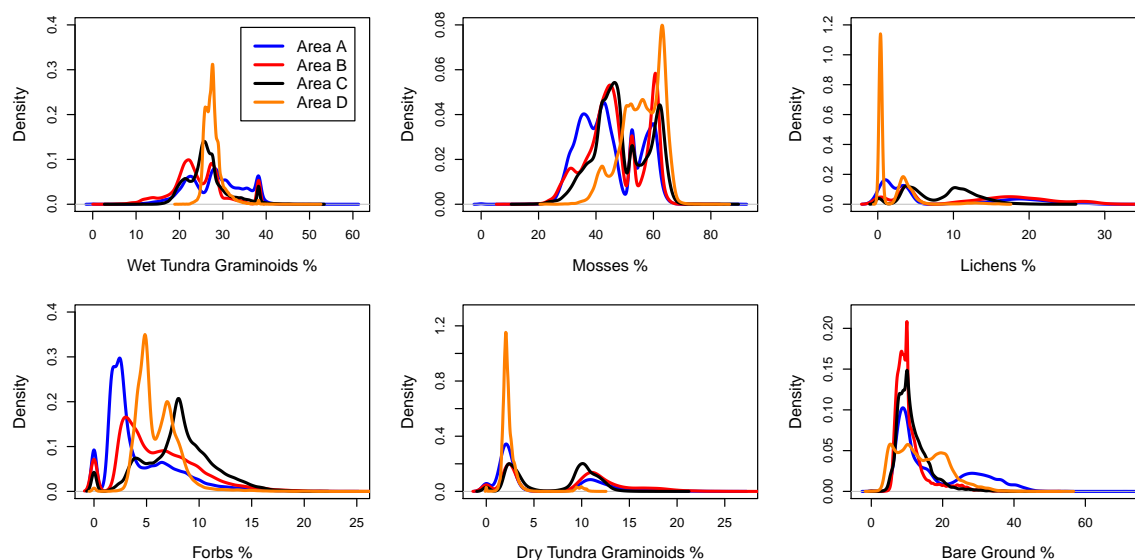 0.4
0.3
0.2
0.1
0.0
Density
0 10 20 30 40 50 60
Wet Tundra Graminoids %
Area A
Area B
Area C
Area D
0.08
0.06
0.04
0.02
0.00
Density
0 20 40 60 80
Mosses %
1.2
0.8
0.6
0.4
0.2
0.0
Density
0 10 20 30
Lichens %
0.4
0.3
0.2
0.1
0.0
Density
0 5 10 15 20 25
Forbs %
1.2
0.8
0.4
0.2
0.0
Density
0 5 10 15 20 25
Dry Tundra Graminoids %
0.20
0.15
0.10
0.05
0.00
Density
0 20 40 60
Bare Ground %